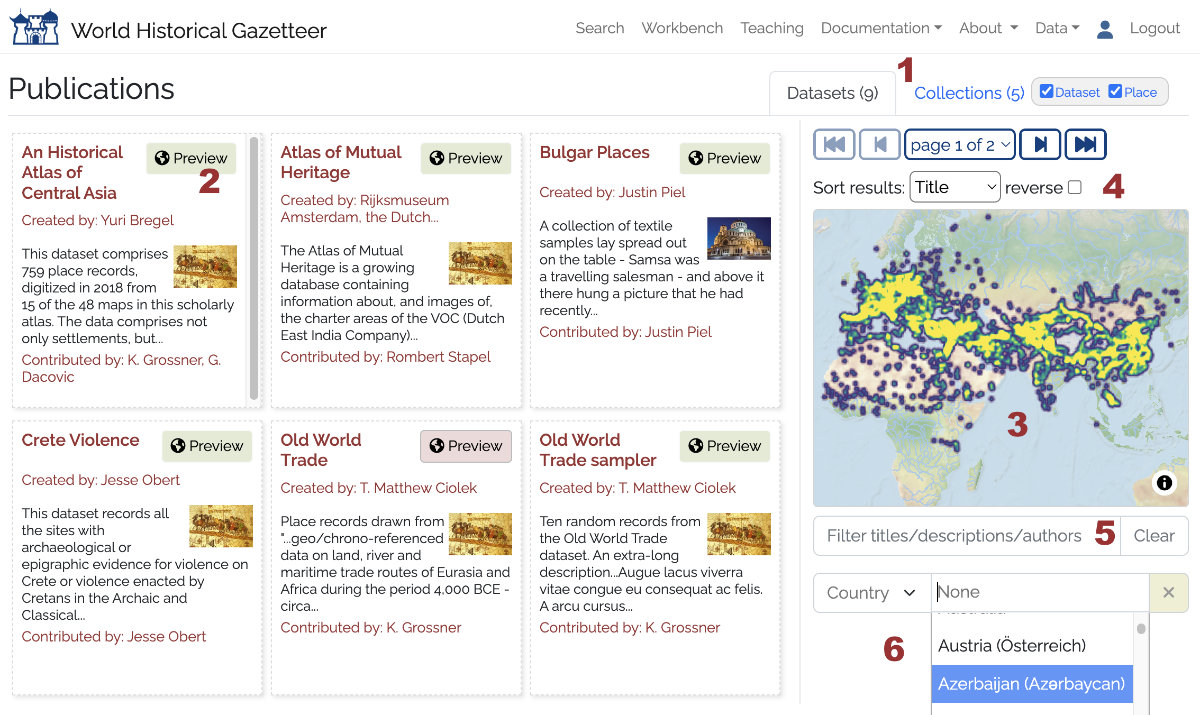 World Historical Gazetteer
Search Workbench Teaching Documentation About Data Logout
Publications
1
Datasets (9) Collections (5) Dataset Place
An Historical
Atlas of
Central Asia
Preview
2
Created by: Yuri Bregel
This dataset comprises
759 place records,
digitized in 2018 from
15 of the 48 maps in this scholarly
atlas. The data comprises not
only settlements, but...
Contributed by: K. Grossner, G.
Dacovic
Atlas of Mutual
Heritage
Preview
Created by: Rijksmuseum
Amsterdam, the Dutch...
The Atlas of Mutual
Heritage is a growing
database containing
information about, and images of,
the charter areas of the VOC (Dutch
East India Company)...
Contributed by: Rombert Stapel
Bulgar Places
Preview
Created by: Justin Piel
A collection of textile
samples lay spread out
on the table - Samsa was
a travelling salesman - and above it
there hung a picture that he had
recently...
Contributed by: Justin Piel
Crete Violence
Preview
Created by: Jesse Obert
This dataset records all
the sites with
archaeological or
epigraphic evidence for violence on
Crete or violence enacted by
Cretans in the Archaic and
Classical...
Contributed by: Jesse Obert
Old World
Trade
Preview
Created by: T. Matthew Ciolek
Place records drawn from
"...geo/chrono-referenced
data on land, river and
maritime trade routes of Eurasia and
Africa during the period 4,000 BCE -
circa...
Contributed by: K. Grossner
Old World
Trade sampler
Preview
Created by: T. Matthew Ciolek
Ten random records from
the Old World Trade
dataset. An extra-long
description...Augue lacus viverra
vitae congue eu consequat ac felis.
A arcu cursus...
Contributed by: K. Grossner
page 1 of 2
Sort results: Title reverse 4
3
Filter titles/descriptions/authors 5 Clear
Country None ×
6
Austria (Österreich)
Azerbaijan (Azərbaycan)